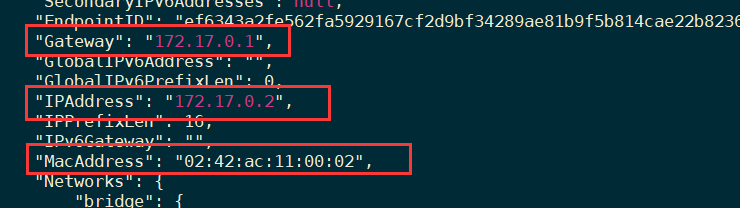 "SecondaryIPv6Addresses": null,
"EndpointID": "ef6343a2fe562fa5929167cf2d9bf34289ae81b9f5b814cae22b8236
"Gateway": "172.17.0.1",
"GlobalIPv6Address": "",
"GlobalIPv6PrefixLen": 0,
"IPAddress": "172.17.0.2",
"IPPrefixLen": 16,
"IPv6Gateway": "",
"MacAddress": "02:42:ac:11:00:02",
"Networks": {
"bridge": {